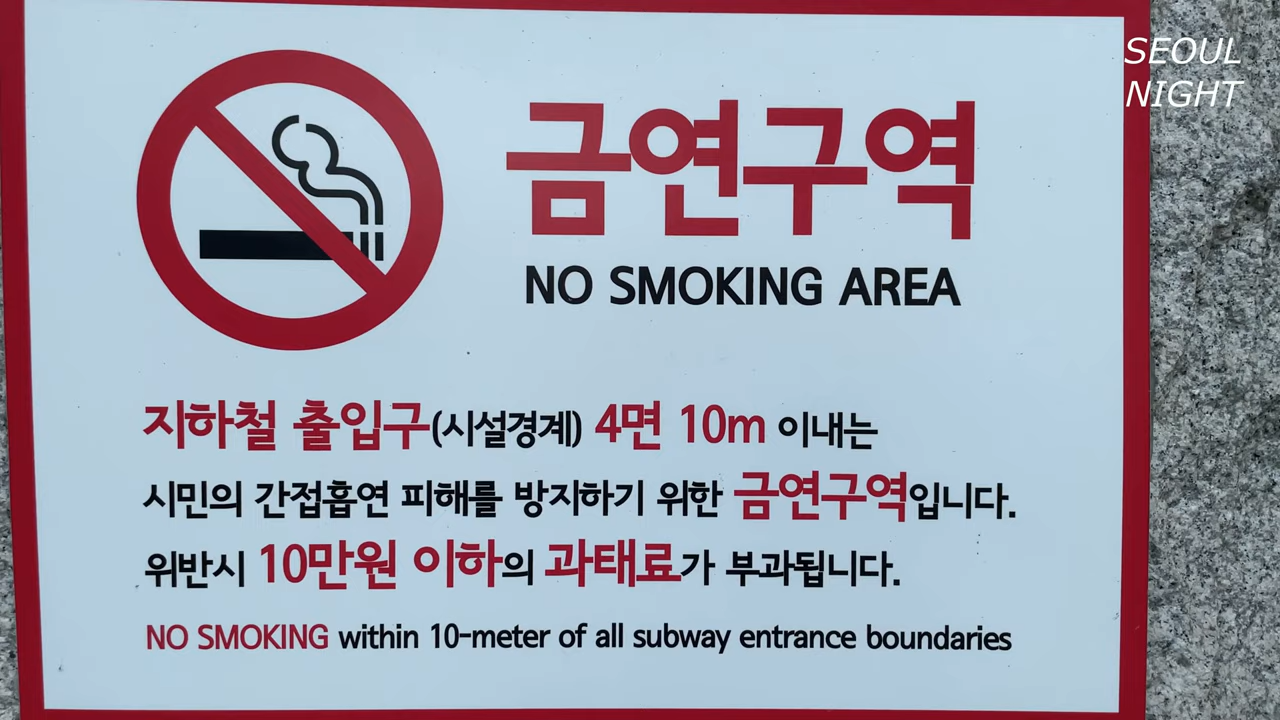 금연구역
NO SMOKING AREA
지하철 출입구(시설경계) 4면 10m 이내는
시민의 간접흡연 피해를 방지하기 위한 금연구역입니다.
위반시 10만원 이하의 과태료가 부과됩니다.
NO SMOKING within 10-meter of all subway entrance boundaries
SEOUL
NIGHT